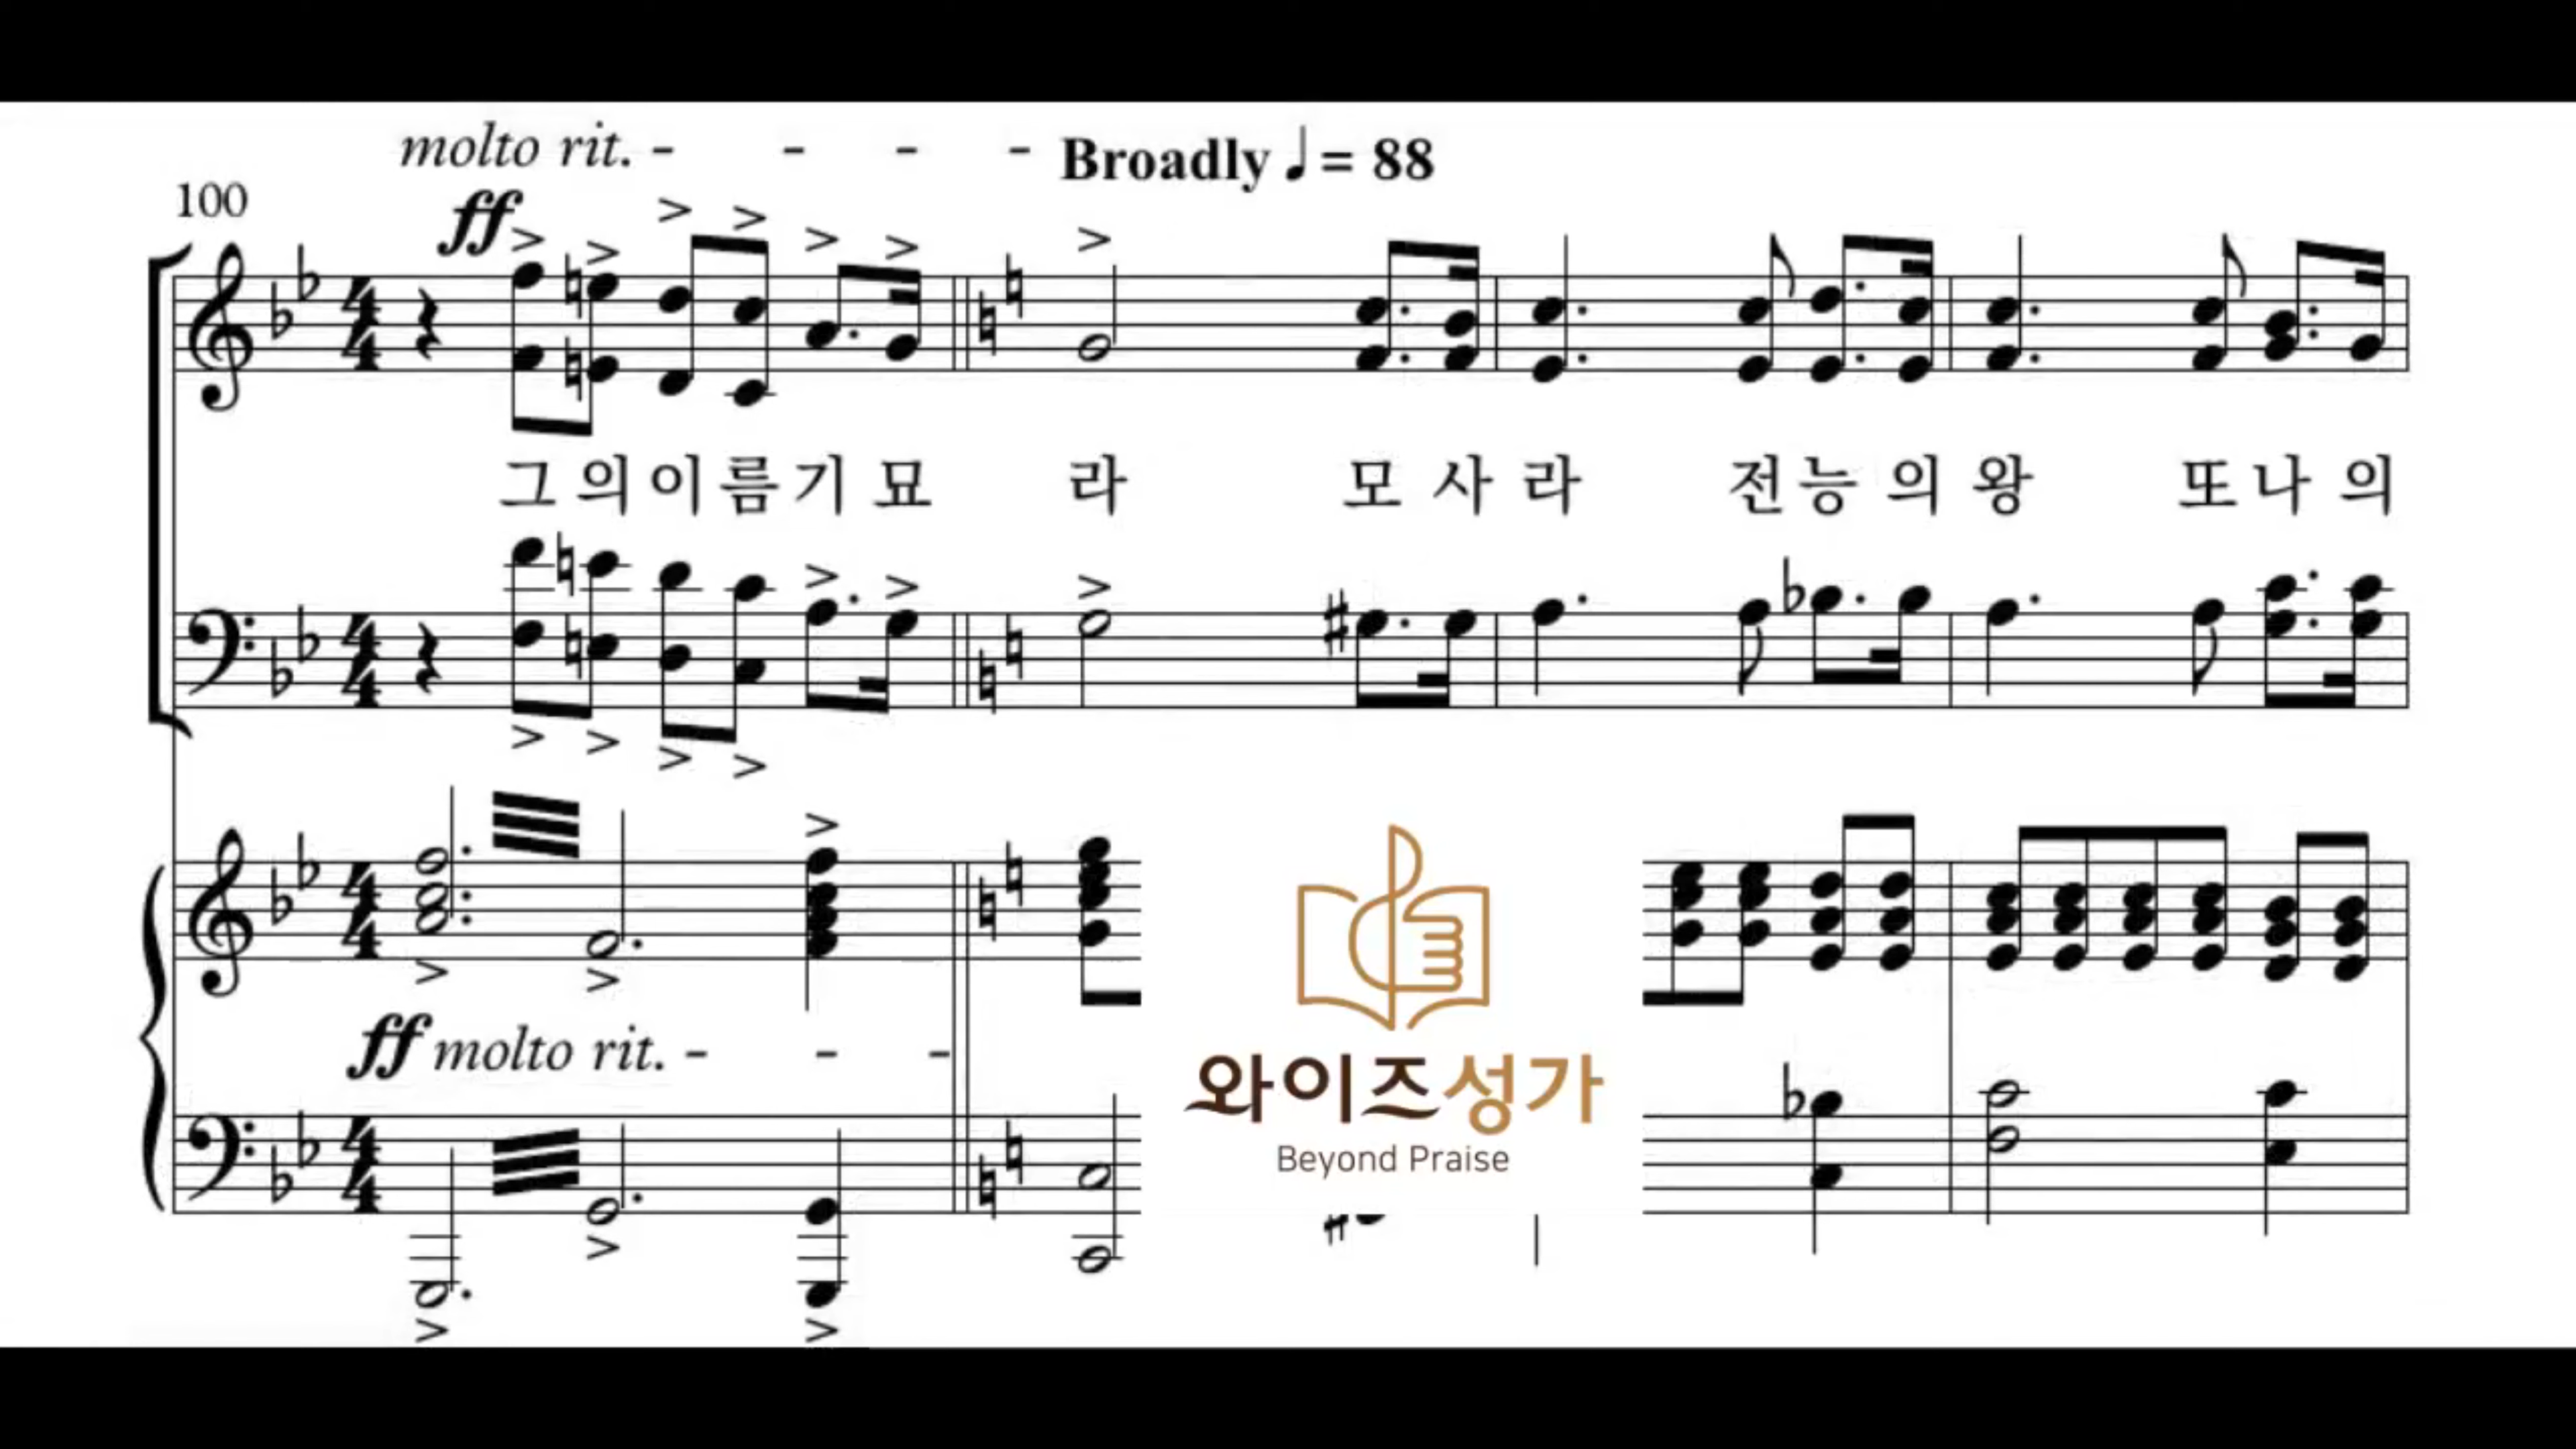 molto rit. - - - - Broadly ♩ = 88
100
ff
그 의 이 름 기 묘 라 모 사 라 전 능 의 왕 또 나 의
ff molto rit. - - -
와이즈성가
Beyond Praise